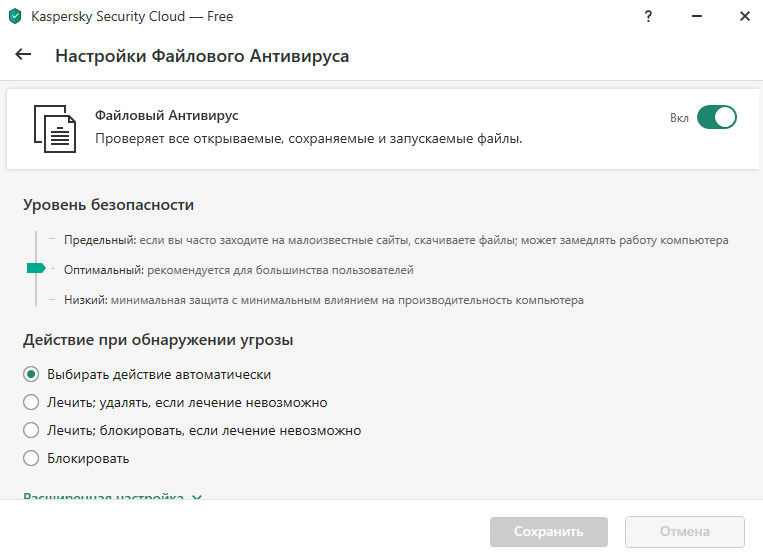 Kaspersky Security Cloud — Free ?
Настройки Файлового Антивируса
Файловый Антивирус
Проверяет все открываемые, сохраняемые и запускаемые файлы.
Вкл
Уровень безопасности
Предельный: если вы часто заходите на малоизвестные сайты, скачиваете файлы; может замедлять работу компьютера
Оптимальный: рекомендуется для большинства пользователей
Низкий: минимальная защита с минимальным влиянием на производительность компьютера
Действие при обнаружении угрозы
Выбирать действие автоматически
Лечить; удалять, если лечение невозможно
Лечить; блокировать, если лечение невозможно
Блокировать
Расширенная настройка
Сохранить Отмена